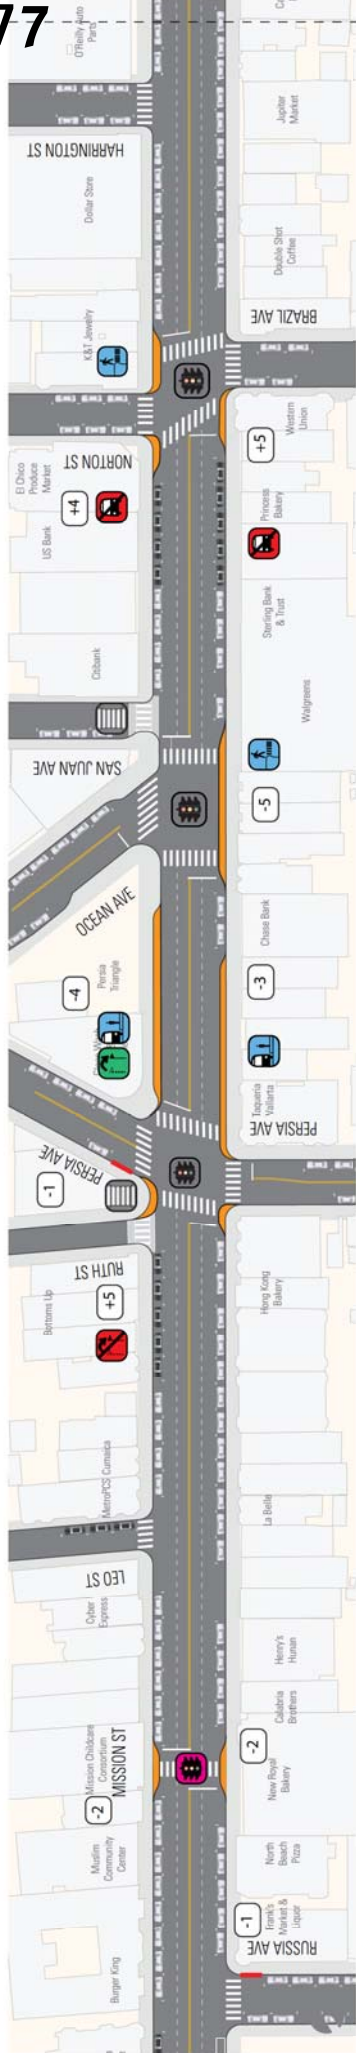 77
O'Reilly Auto
Parts
HARRINGTON ST
Jupiter
Market
Dollar Store
Double Shot
Coffee
BRAZIL AVE
K&T Jewelry
NORTON ST
El Chico
Produce
Market
+4
US Bank
+5
Western
Union
Princess
Bakery
Sterling Bank
& Trust
Citibank
Walgreens
SAN JUAN AVE
-5
OCEAN AVE
Chase Bank
-4
Persia
Triangle
-3
Taqueria
Vallarta
PERSIA AVE
PERSIA AVE
-1
RUTH ST
Bottoms Up
+5
Hong Kong
Bakery
MetroPCS
Cumaica
La Belle
LEO ST
Cyber
Express
Henry's
Hunan
Calabria
Brothers
Mission Childcare
Consortium
MISSION ST
-2
-2
New Royal
Bakery
Muslim
Community
Center
North
Beach
Pizza
-1
Frank's
Market &
Liquor
RUSSIA AVE
Burger King